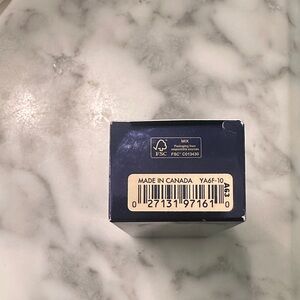 MIX
Packaging from
responsible sources
FSC
FSC® C013430
MADE IN CANADA YA6F-10
A63
0 27131 97161 0